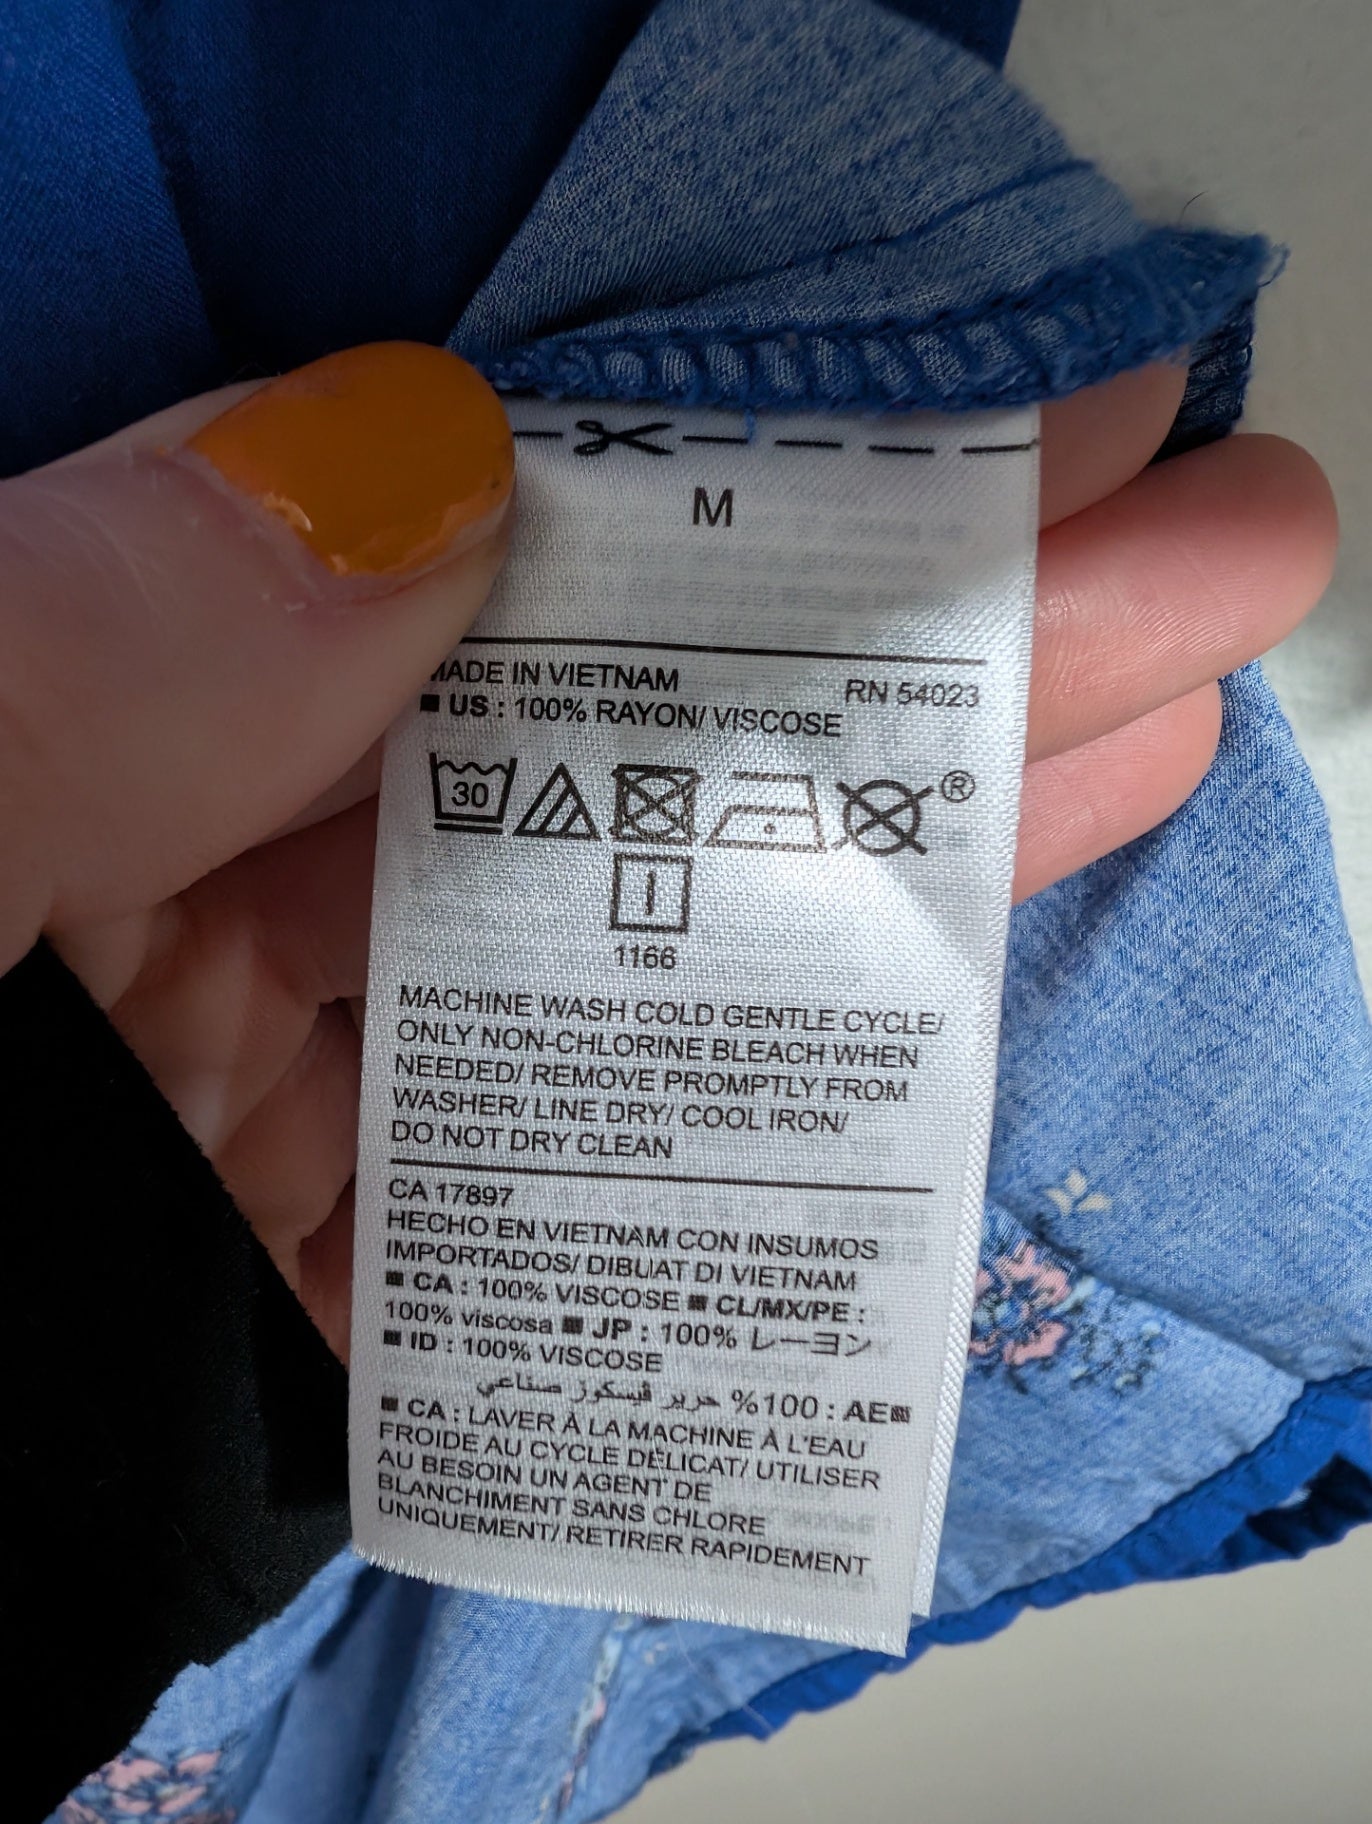 M
MADE IN VIETNAM RN 54023
■ US : 100% RAYON/ VISCOSE
30
®
1166
MACHINE WASH COLD GENTLE CYCLE/
ONLY NON-CHLORINE BLEACH WHEN
NEEDED/ REMOVE PROMPTLY FROM
WASHER/ LINE DRY/ COOL IRON/
DO NOT DRY CLEAN
CA 17897
HECHO EN VIETNAM CON INSUMOS
IMPORTADOS/ DIBUAT DI VIETNAM
■ CA : 100% VISCOSE ■ CL/MX/PE :
100% viscosa ■ JP : 100% レーヨン
■ ID : 100% VISCOSE
■AE : 100% حرير ڤيسكوز صناعي
■ CA : LAVER À LA MACHINE À L'EAU
FROIDE AU CYCLE DÉLICAT/ UTILISER
AU BESOIN UN AGENT DE
BLANCHIMENT SANS CHLORE
UNIQUEMENT/ RETIRER RAPIDEMENT